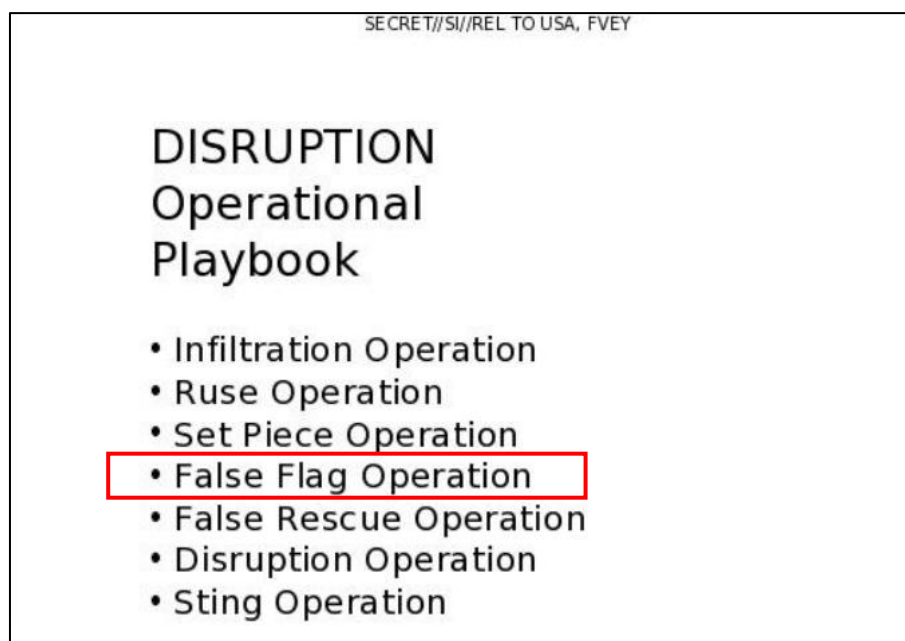 SECRET//SI//REL TO USA, FVEY
DISRUPTION
Operational
Playbook
• Infiltration Operation
• Ruse Operation
• Set Piece Operation
• False Flag Operation
• False Rescue Operation
• Disruption Operation
• Sting Operation